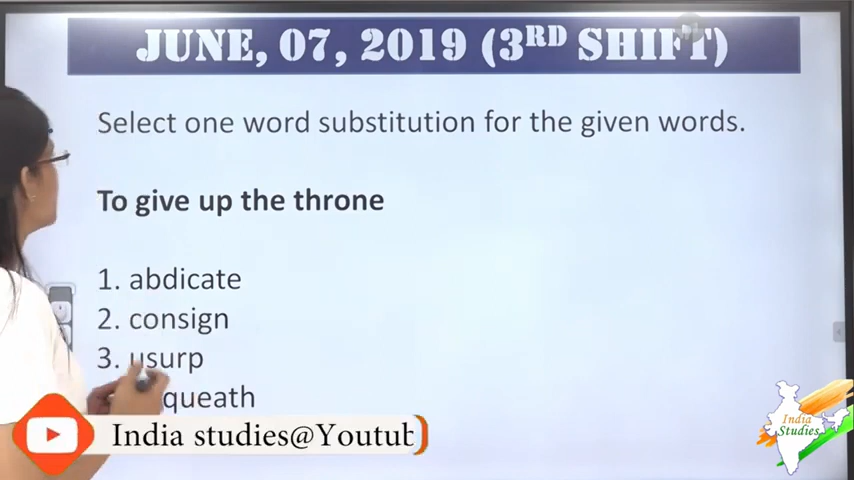 JUNE, 07, 2019 (3RD SHIFT)
Select one word substitution for the given words.
To give up the throne
1. abdicate
2. consign
3. usurp
queath
India studies@Youtub
India
Studies